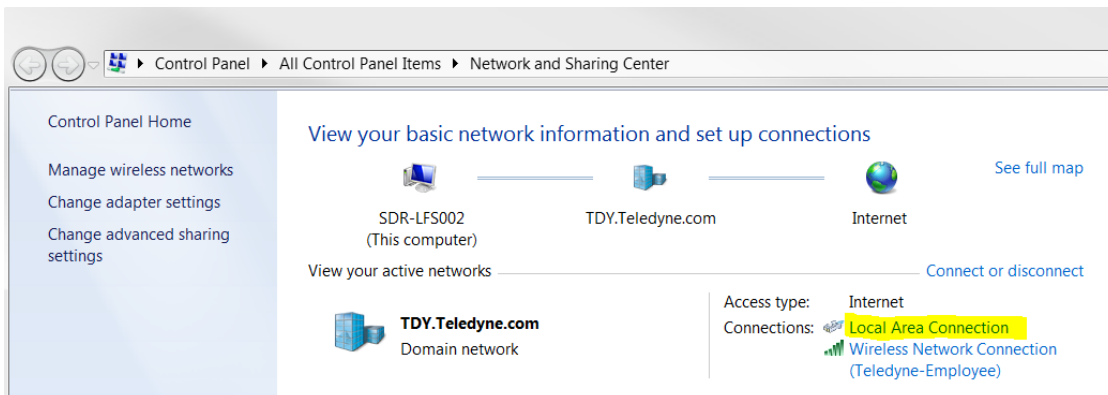 Control Panel ▸ All Control Panel Items ▸ Network and Sharing Center
Control Panel Home
Manage wireless networks
Change adapter settings
Change advanced sharing
settings
View your basic network information and set up connections
See full map
SDR-LFS002
(This computer)
TDY.Teledyne.com
Internet
View your active networks
Connect or disconnect
TDY.Teledyne.com
Domain network
Access type: Internet
Connections: Local Area Connection
Wireless Network Connection
(Teledyne-Employee)